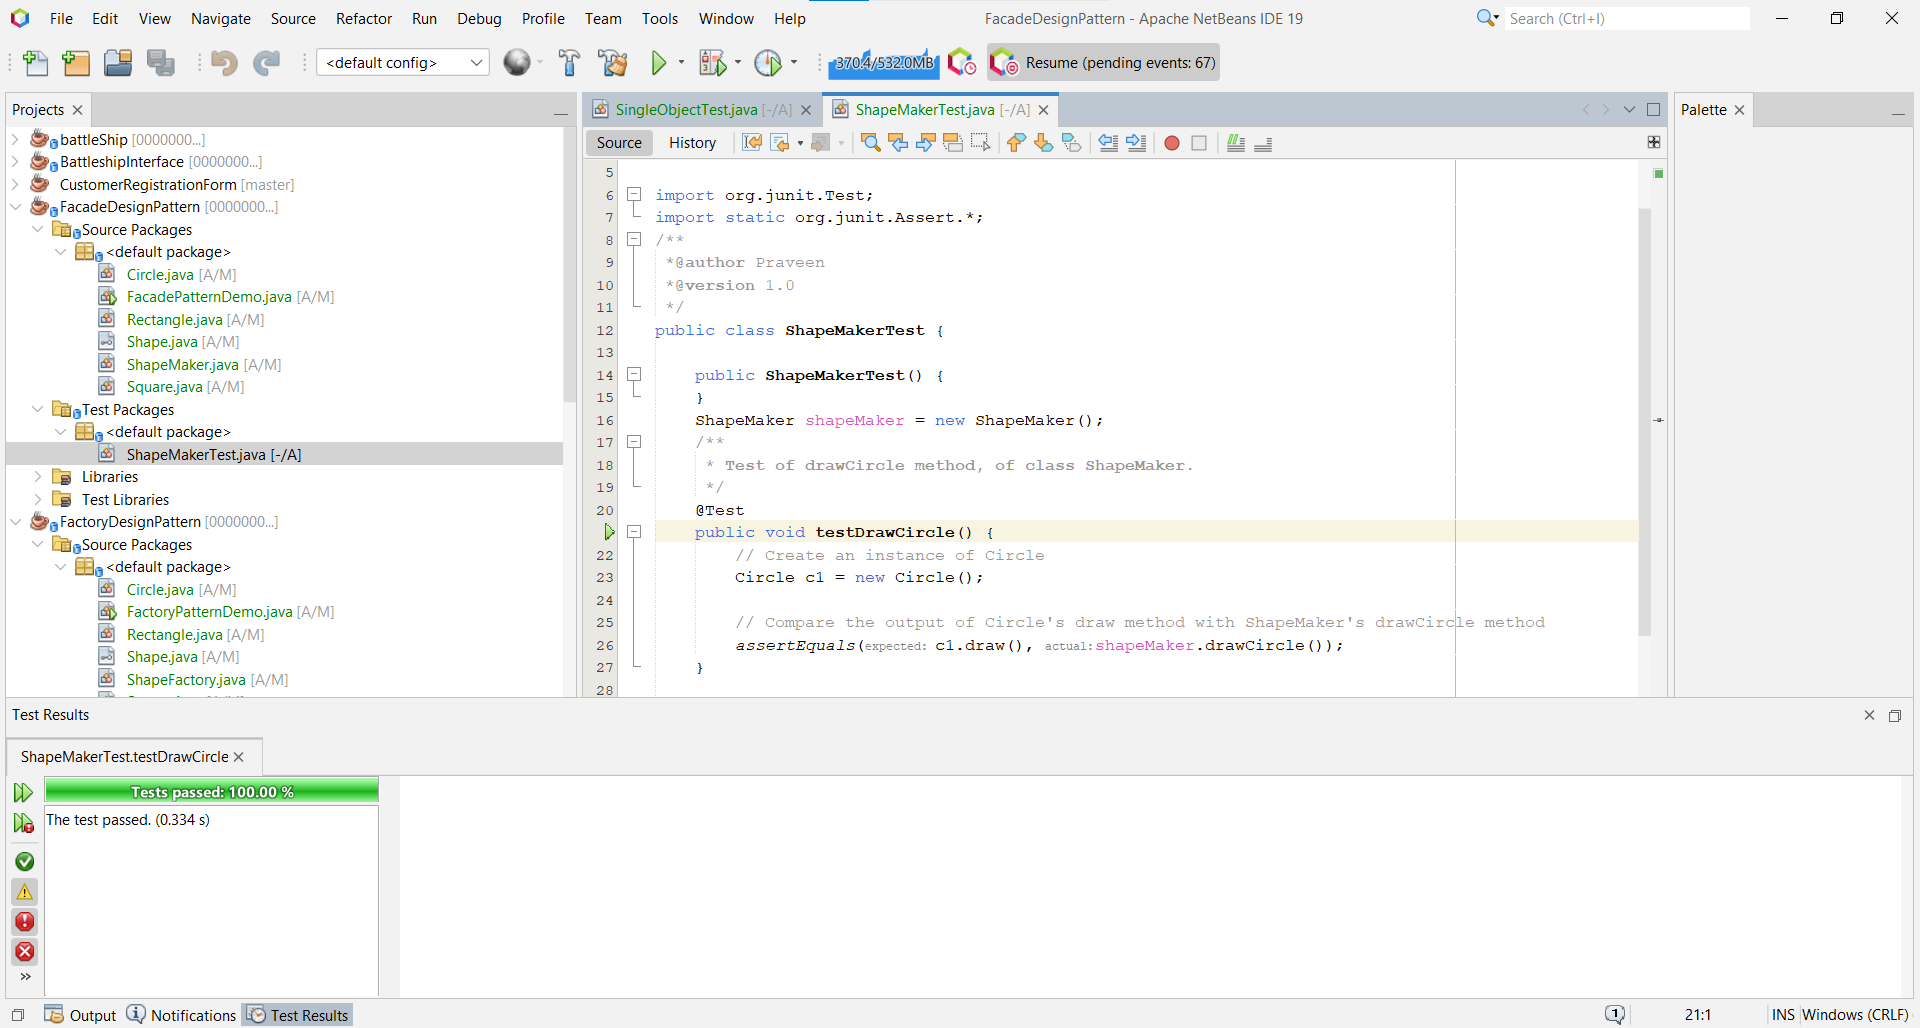 File Edit View Navigate Source Refactor Run Debug Profile Team Tools Window Help
FacadeDesignPattern - Apache NetBeans IDE 19
Search (Ctrl+I)
<default config>
370.4/532.0MB
Resume (pending events: 67)
Projects
battleShip [0000000...]
BattleshipInterface [0000000...]
CustomerRegistrationForm [master]
FacadeDesignPattern [0000000...]
Source Packages
<default package>
Circle.java [A/M]
FacadePatternDemo.java [A/M]
Rectangle.java [A/M]
Shape.java [A/M]
ShapeMaker.java [A/M]
Square.java [A/M]
Test Packages
<default package>
ShapeMakerTest.java [-/A]
Libraries
Test Libraries
FactoryDesignPattern [0000000...]
Source Packages
<default package>
Circle.java [A/M]
FactoryPatternDemo.java [A/M]
Rectangle.java [A/M]
Shape.java [A/M]
ShapeFactory.java [A/M]
SingleObjectTest.java [-/A]
ShapeMakerTest.java [-/A]
Source History
5
6 import org.junit.Test;
7 import static org.junit.Assert.*;
8 /**
9 *@author Praveen
10 *@version 1.0
11 */
12 public class ShapeMakerTest {
13
14 public ShapeMakerTest() {
15 }
16 ShapeMaker shapeMaker = new ShapeMaker();
17 /**
18 * Test of drawCircle method, of class ShapeMaker.
19 */
20 @Test
public void testDrawCircle() {
22 // Create an instance of Circle
23 Circle c1 = new Circle();
24
25 // Compare the output of Circle's draw method with ShapeMaker's drawCircle method
26 assertEquals(expected: c1.draw(), actual:shapeMaker.drawCircle());
27 }
28
Palette
Test Results
ShapeMakerTest.testDrawCircle
Tests passed: 100.00 %
The test passed. (0.334 s)
Output Notifications Test Results
1
21:1
INS Windows (CRLF)